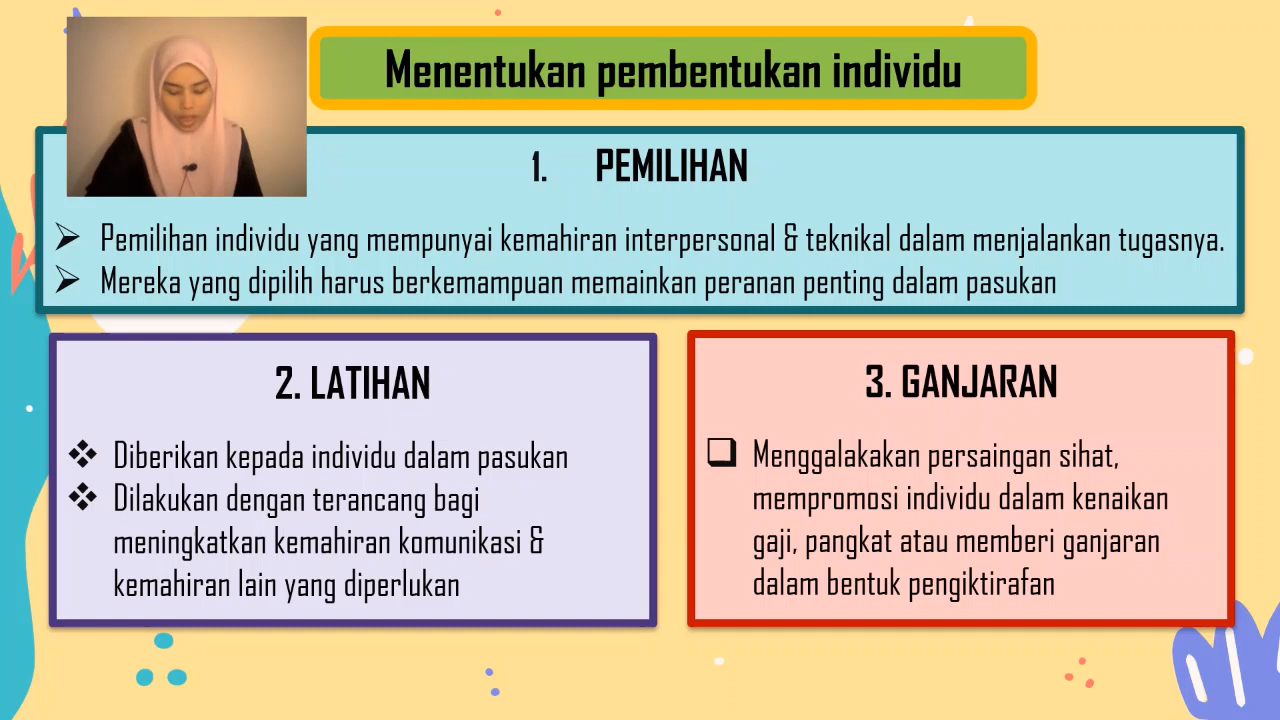 Menentukan pembentukan individu
1. PEMILIHAN
Pemilihan individu yang mempunyai kemahiran interpersonal & teknikal dalam menjalankan tugasnya.
Mereka yang dipilih harus berkemampuan memainkan peranan penting dalam pasukan
2. LATIHAN
Diberikan kepada individu dalam pasukan
Dilakukan dengan terancang bagi
meningkatkan kemahiran komunikasi &
kemahiran lain yang diperlukan
3. GANJARAN
Menggalakakan persaingan sihat,
mempromosi individu dalam kenaikan
gaji, pangkat atau memberi ganjaran
dalam bentuk pengiktirafan